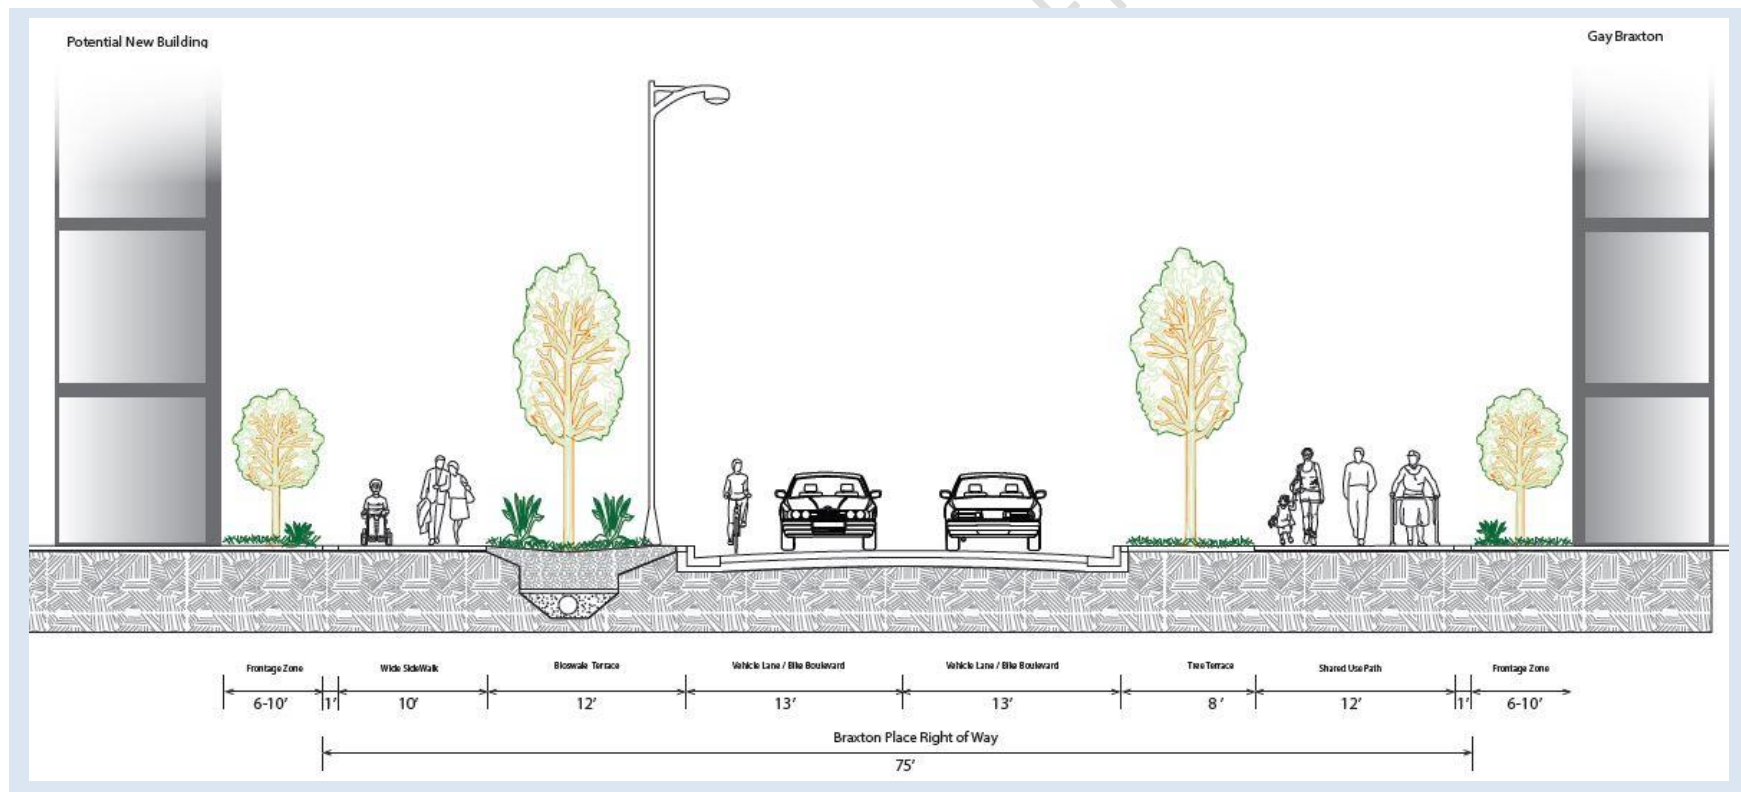 Potential New Building
Gay Braxton
Frontage Zone
Wide SideWalk
Bioswale Terrace
Vehicle Lane / Bike Boulevard
Vehicle Lane / Bike Boulevard
Tree Terrace
Shared Use Path
Frontage Zone
6-10'
1'
10'
12'
13'
13'
8'
12'
1'
6-10'
Braxton Place Right of Way
75'